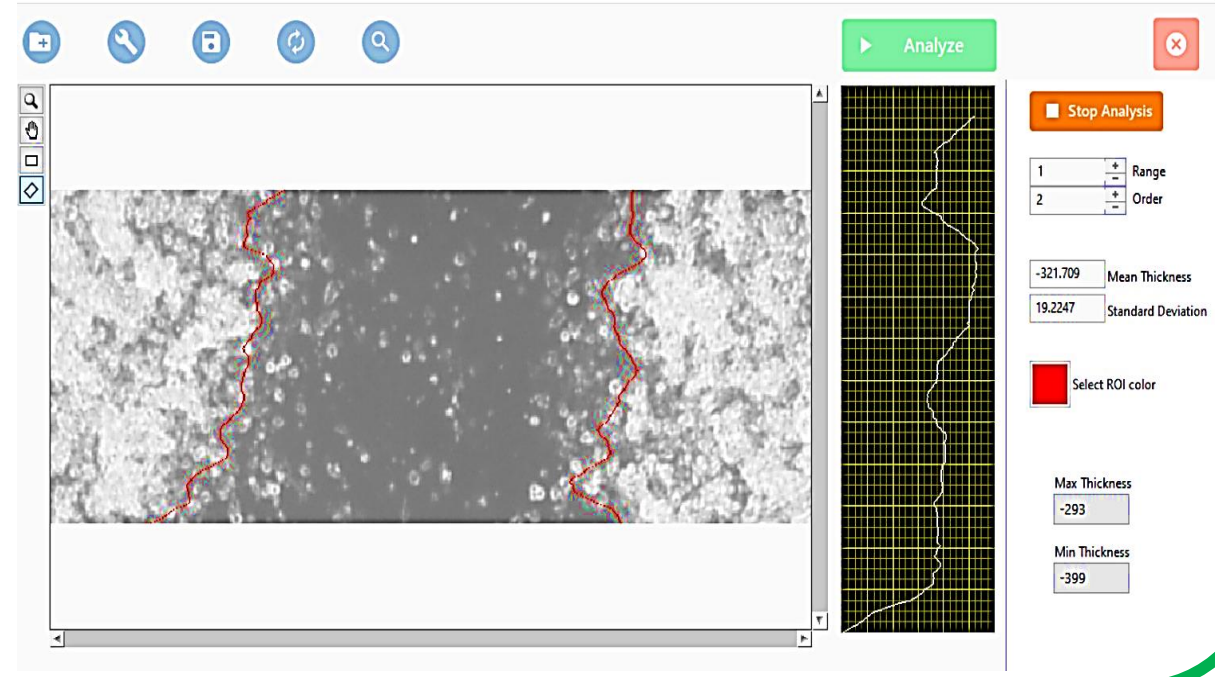 Analyze
Stop Analysis
1 Range
2 Order
-321.709 Mean Thickness
19.2247 Standard Deviation
Select ROI color
Max Thickness
-293
Min Thickness
-399